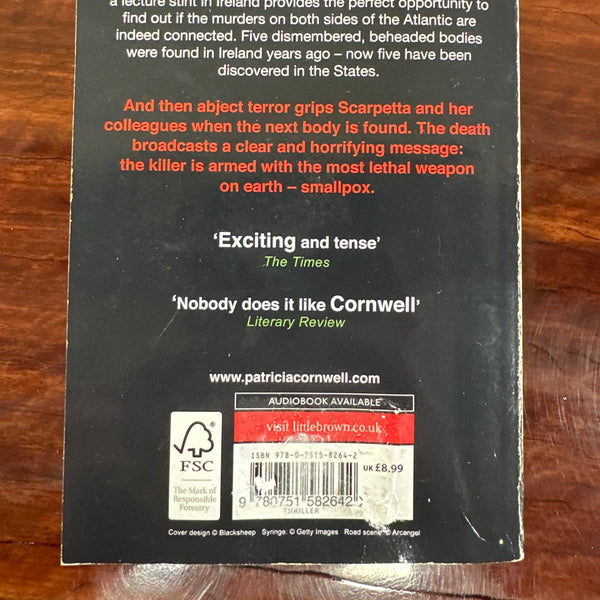 a lecture stint in Ireland provides the perfect opportunity to
find out if the murders on both sides of the Atlantic are
indeed connected. Five dismembered, beheaded bodies
were found in Ireland years ago – now five have been
discovered in the States.
And then abject terror grips Scarpetta and her
colleagues when the next body is found. The death
broadcasts a clear and horrifying message:
the killer is armed with the most lethal weapon
on earth – smallpox.
‘Exciting and tense’
The Times
‘Nobody does it like Cornwell’
Literary Review
www.patriciacornwell.com
AUDIOBOOK AVAILABLE
visit littlebrown.co.uk
ISBN 978-0-7515-8264-2
UK £8.99
9 780751 582642
THRILLER
FSC
The Mark of
Responsible
Forestry
Cover design © Blacksheep Syringe: © Getty Images Road scene: © Arcangel